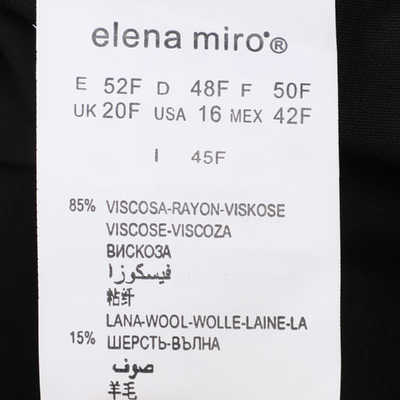 elena miro®
E 52F D 48F F 50F
UK 20F USA 16 MEX 42F
I 45F
85% VISCOSA-RAYON-VISKOSE
VISCOSE-VISCOZA
ВИСКОЗА
فيسكوزا
粘纤
LANA-WOOL-WOLLE-LAINE-LA
15% ШЕРСТЬ-ВЪЛНА
صوف
羊毛